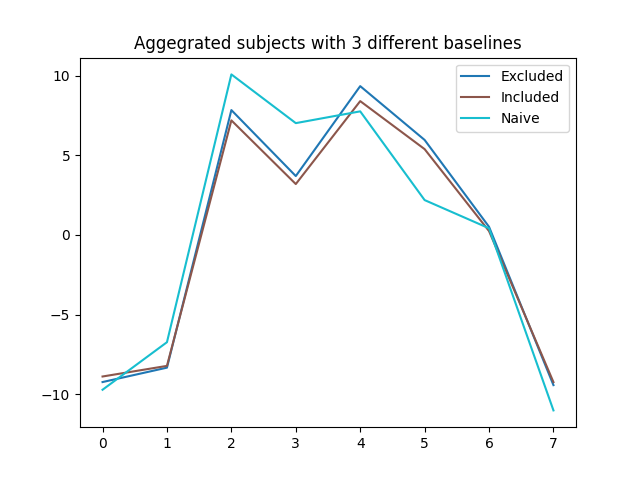 Aggegrated subjects with 3 different baselines
Excluded
Included
Naive
10
5
0
−5
−10
0 1 2 3 4 5 6 7